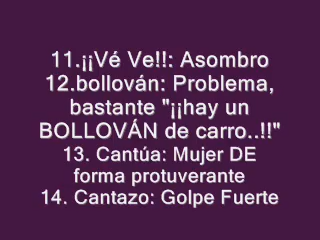 11.¡¡Vé Ve!!: Asombro
12.bollován: Problema,
bastante "¡¡hay un
BOLLOVÁN de carro..!!"
13. Cantúa: Mujer DE
forma protuverante
14. Cantazo: Golpe Fuerte